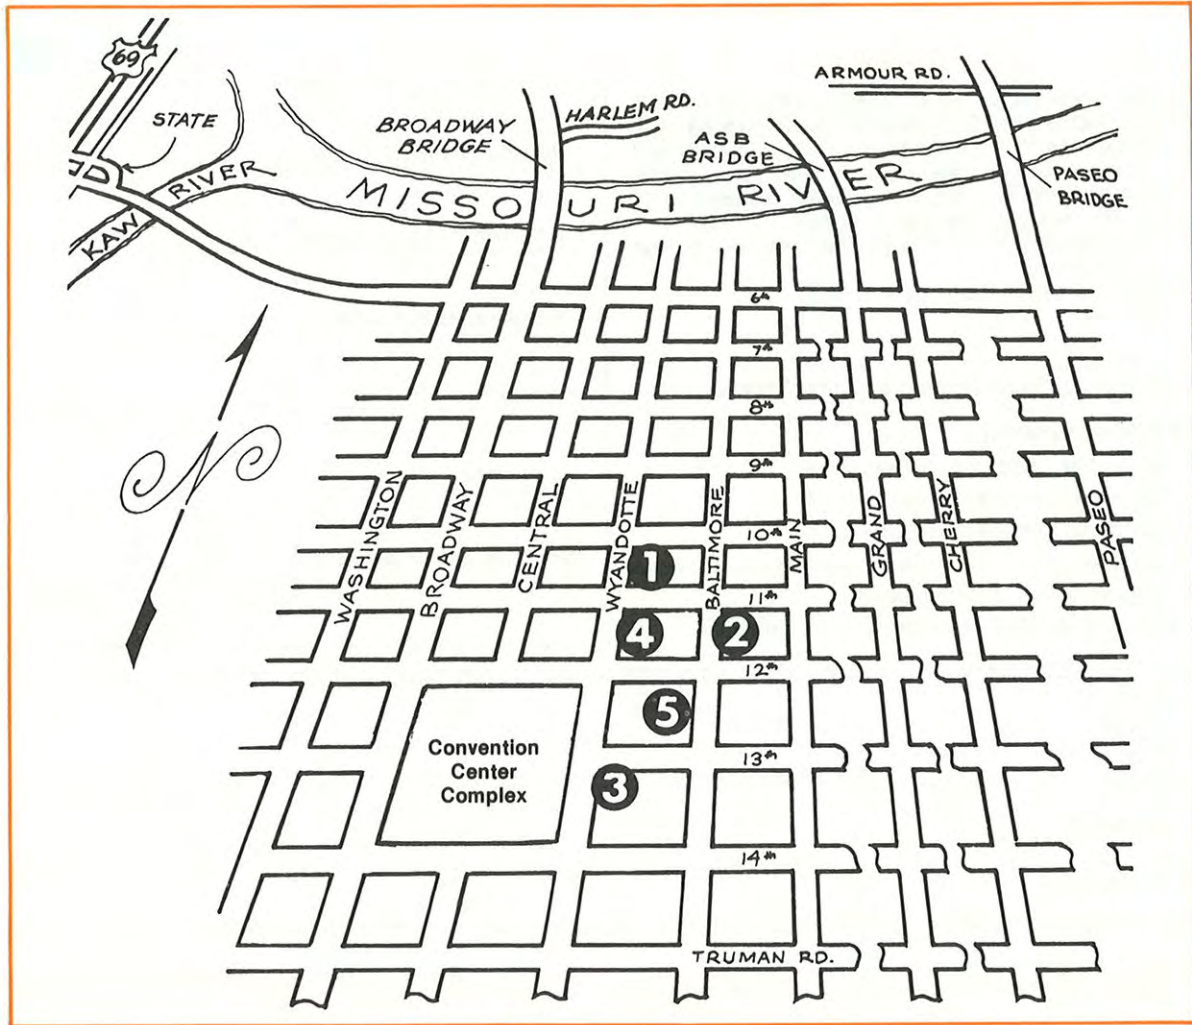 69
STATE
BROADWAY
BRIDGE
HARLEM RD.
ARMOUR RD.
ASB
BRIDGE
PASEO
BRIDGE
KAW RIVER
MISSOURI RIVER
6th
7th
8th
9th
10th
11th
12th
13th
14th
TRUMAN RD.
N
WASHINGTON
BROADWAY
CENTRAL
WYANDOTTE
BALTIMORE
MAIN
GRAND
CHERRY
PASEO
1
4
2
5
3
Convention
Center
Complex